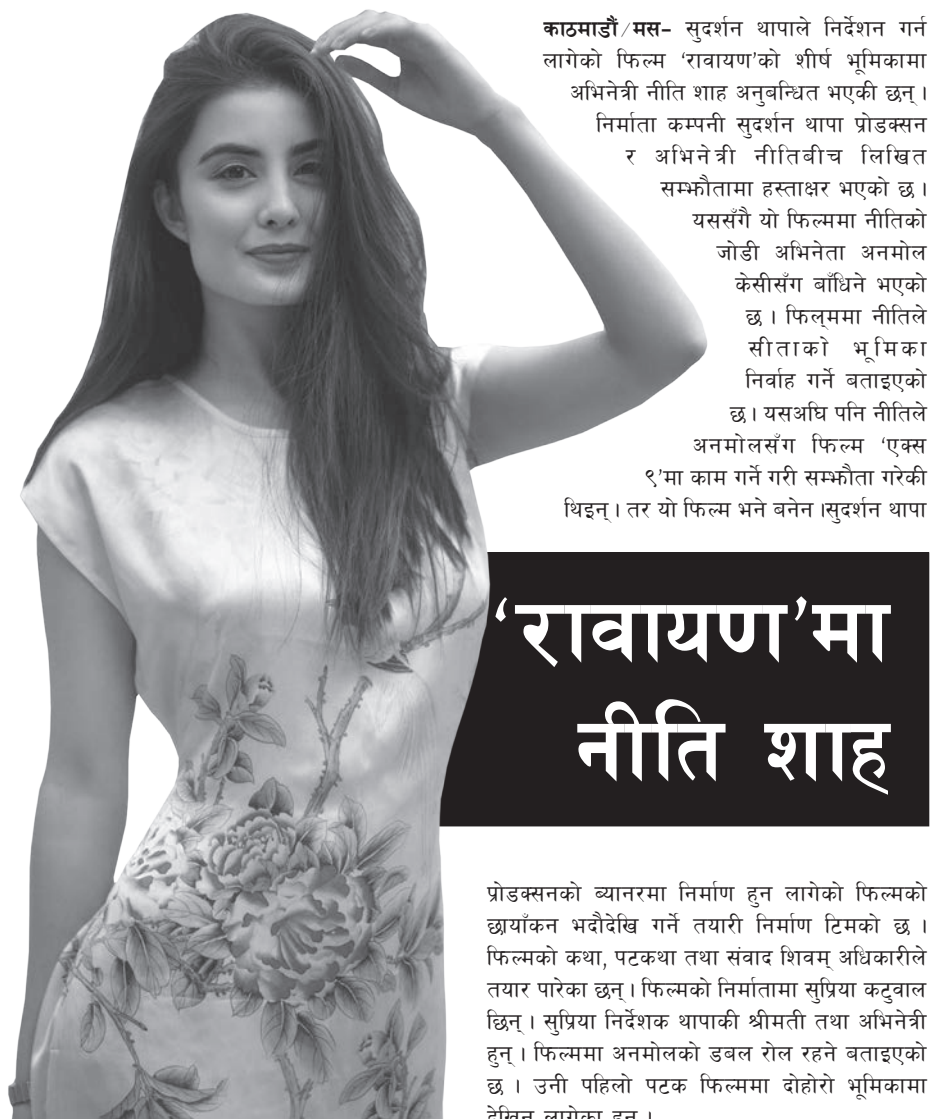 काठमाडौं/मस- सुदर्शन थापाले निर्देशन गर्न
लागेको फिल्म ‘रावायण’को शीर्ष भूमिकामा
अभिनेत्री नीति शाह अनुबन्धित भएकी छन् ।
निर्माता कम्पनी सुदर्शन थापा प्रोडक्सन
र अभिनेत्री नीतिबीच लिखित
सम्झौतामा हस्ताक्षर भएको छ ।
यससँगै यो फिल्ममा नीतिको
जोडी अभिनेता अनमोल
केसीसँग बाँधिने भएको
छ । फिल्ममा नीतिले
सीताको भूमिका
निर्वाह गर्ने बताइएको
छ । यसअघि पनि नीतिले
अनमोलसँग फिल्म ‘एक्स
९’मा काम गर्ने गरी सम्झौता गरेकी
थिइन् । तर यो फिल्म भने बनेन ।सुदर्शन थापा
‘रावायण’मा
नीति शाह
प्रोडक्सनको ब्यानरमा निर्माण हुन लागेको फिल्मको
छायाँकन भदौदेखि गर्ने तयारी निर्माण टिमको छ ।
फिल्मको कथा, पटकथा तथा संवाद शिवम् अधिकारीले
तयार पारेका छन् । फिल्मको निर्मातामा सुप्रिया कटुवाल
छिन् । सुप्रिया निर्देशक थापाकी श्रीमती तथा अभिनेत्री
हुन् । फिल्ममा अनमोलको डबल रोल रहने बताइएको
छ । उनी पहिलो पटक फिल्ममा दोहोरो भूमिकामा
देखिन लागेका हुन् ।